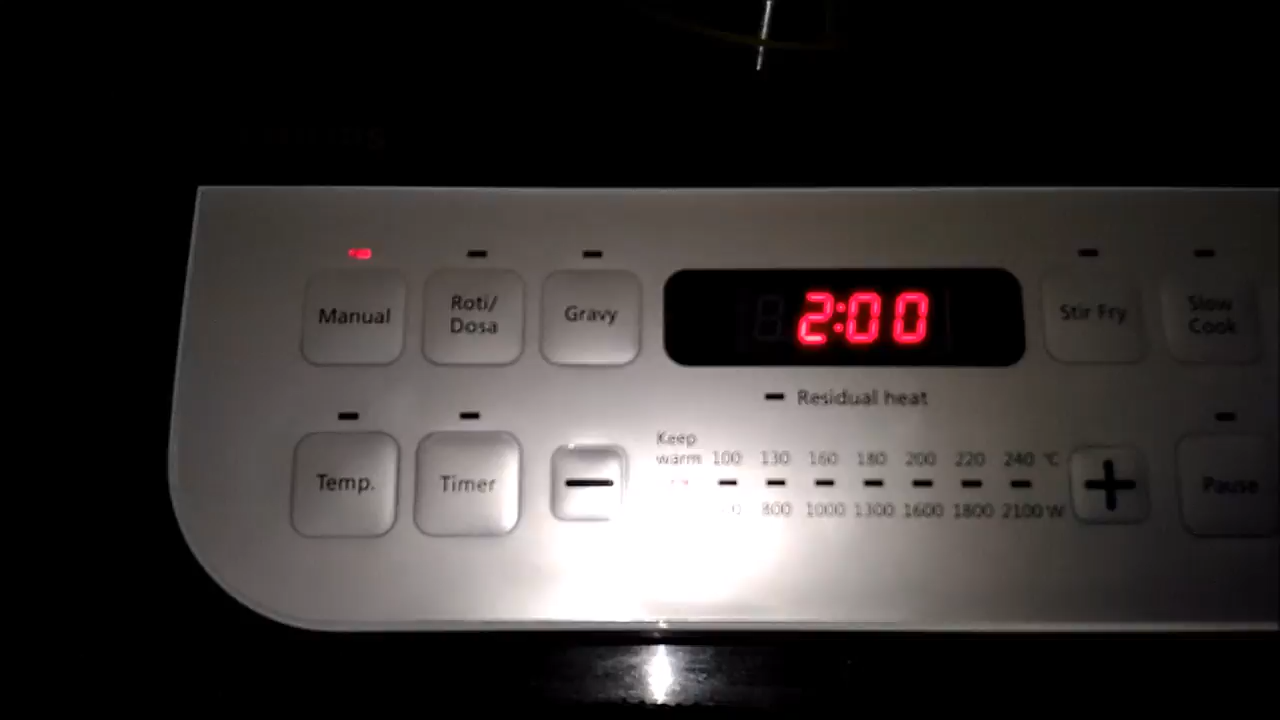 Manual
Roti/
Dosa
Gravy
2:00
Stir Fry
Slow
Cook
Residual heat
Temp.
Timer
Keep
warm 100 130 160 180 200 220 240 °C
800 1000 1300 1600 1800 2100 W
Pause